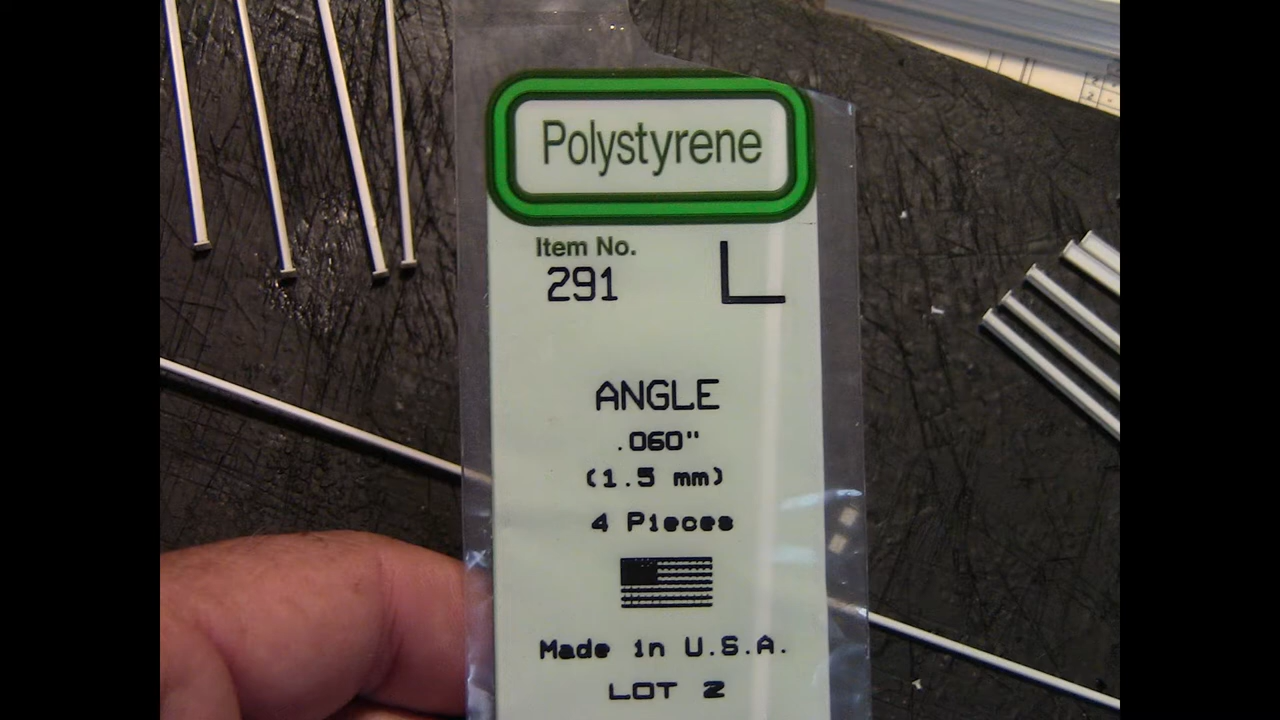 Polystyrene
Item No.
291
ANGLE
.060"
(1.5 mm)
4 Pieces
Made in U.S.A.
LOT 2